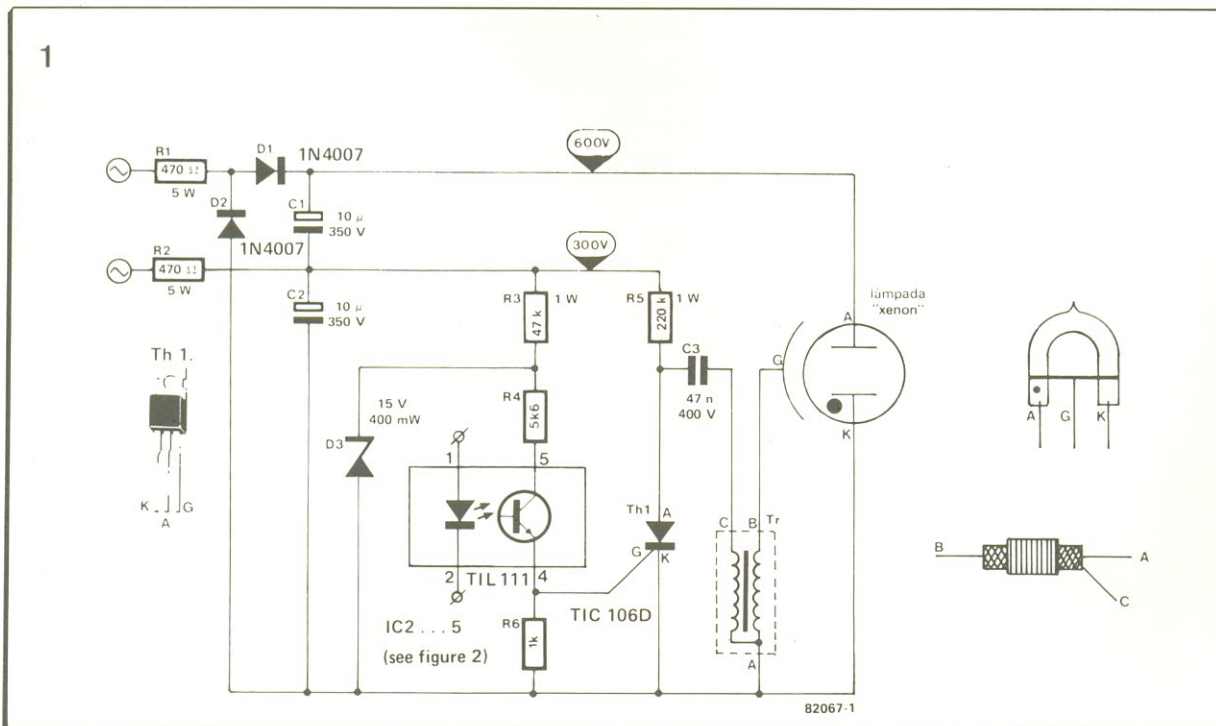 1
R1
470 Ω
5 W
D1
1N4007
600V
D2
1N4007
C1
10 µ
350 V
R2
470 Ω
5 W
300V
C2
10 µ
350 V
R3
1 W
47 k
R5
1 W
220 k
lâmpada
"xenon"
A
G
K
A
G
K
Th 1.
K
A
G
15 V
400 mW
D3
R4
5k6
C3
47 n
400 V
1
5
2
4
TIL 111
Th1
A
G
K
TIC 106D
C
B
Tr
A
B
A
C
IC2 . . . 5
(see figure 2)
R6
1k
82067-1